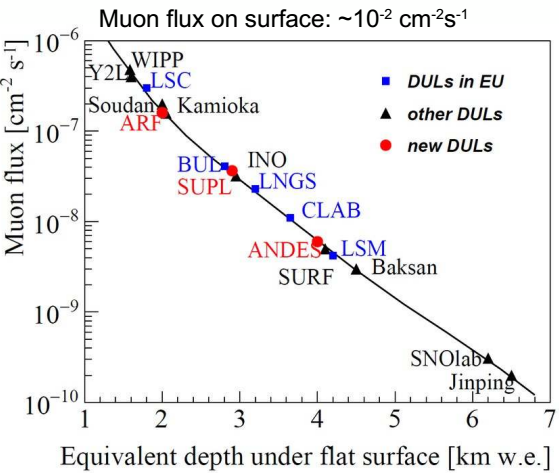 Muon flux on surface: ~10⁻² cm⁻²s⁻¹
Muon flux [cm⁻² s⁻¹]
10⁻⁶
10⁻⁷
10⁻⁸
10⁻⁹
10⁻¹⁰
WIPP
Y2L
LSC
Soudan
Kamioka
ARF
BUL
INO
SUPL
LNGS
CLAB
ANDES
LSM
SURF
Baksan
SNOlab
Jinping
DULs in EU
other DULs
new DULs
1 2 3 4 5 6 7
Equivalent depth under flat surface [km w.e.]